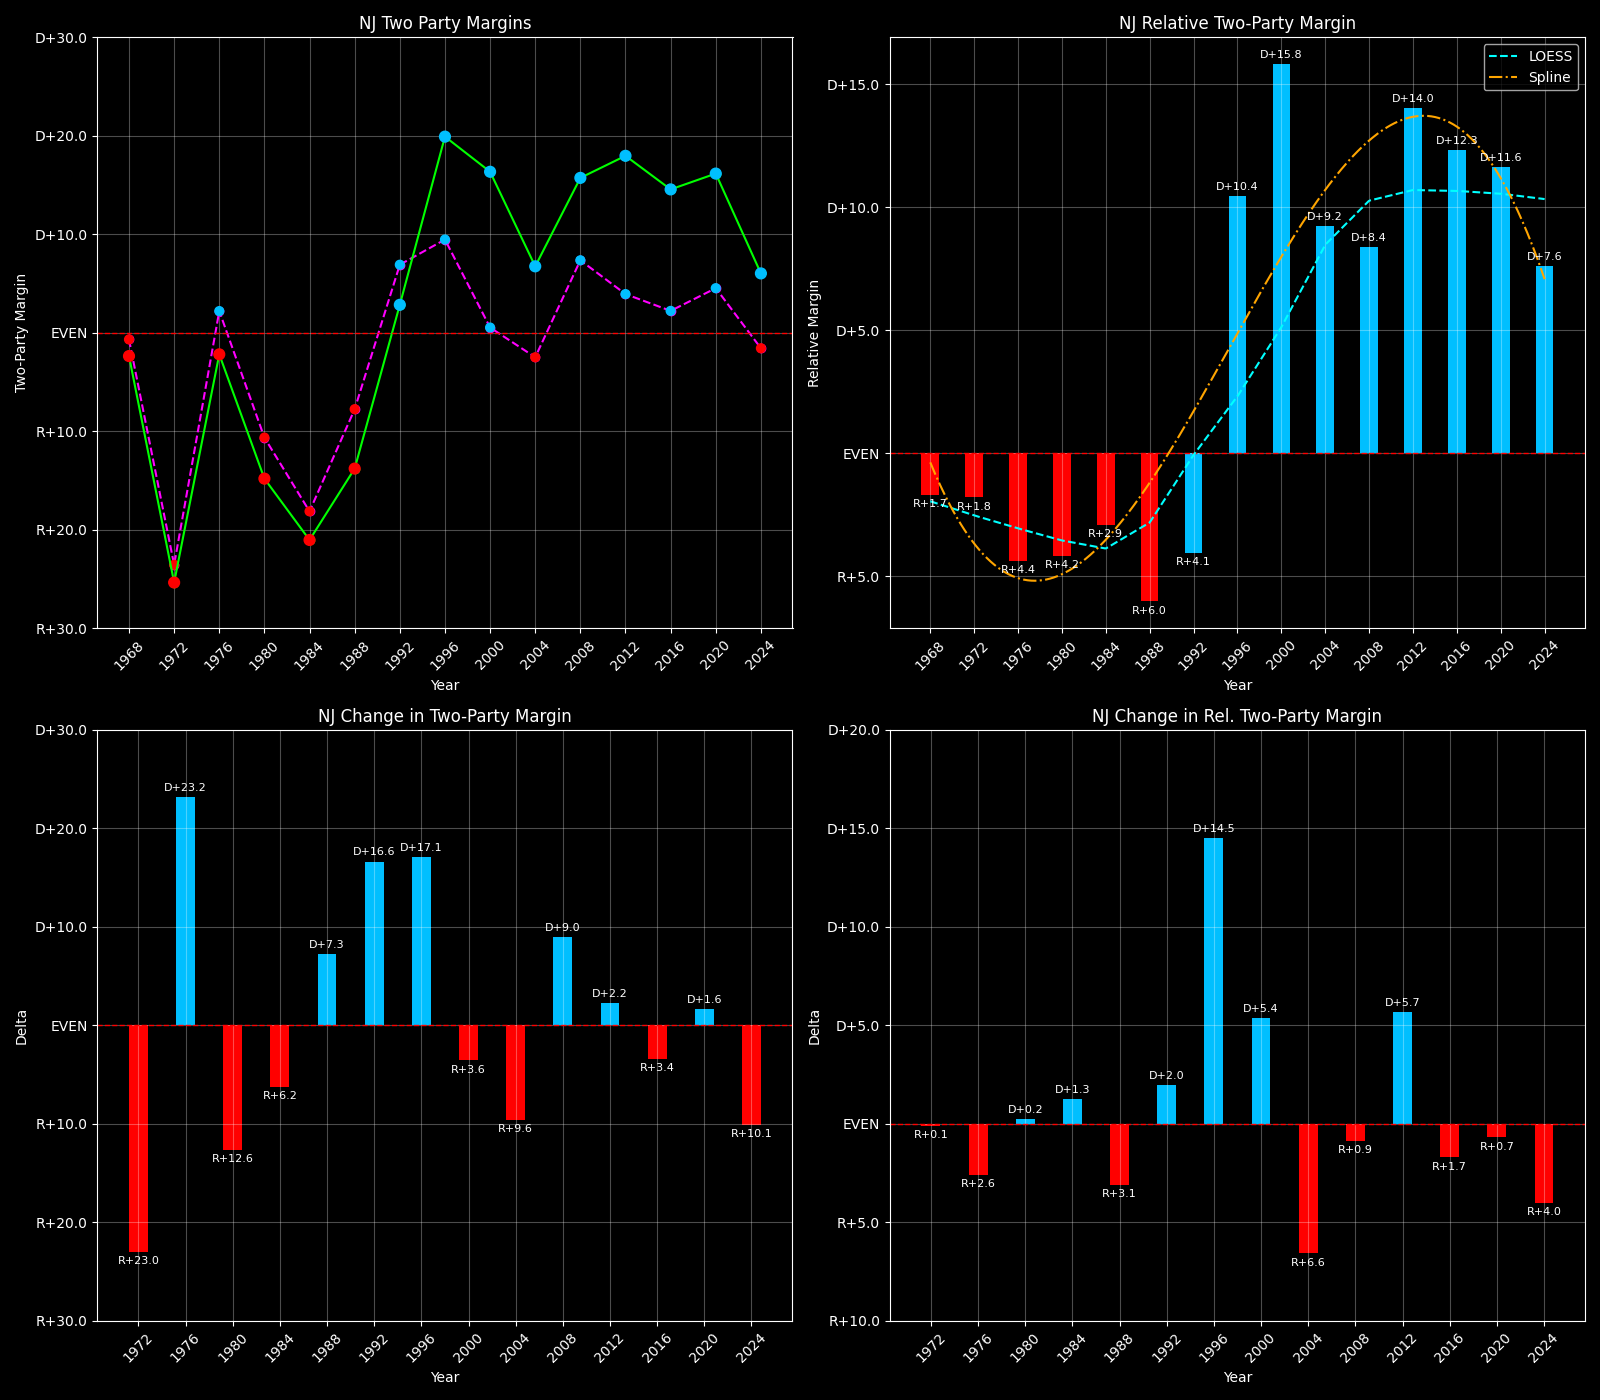 NJ Two Party Margins
D+30.0
D+20.0
D+10.0
EVEN
R+10.0
R+20.0
R+30.0
Two-Party Margin
1968
1972
1976
1980
1984
1988
1992
1996
2000
2004
2008
2012
2016
2020
2024
Year
NJ Relative Two-Party Margin
LOESS
Spline
D+15.0
D+10.0
D+5.0
EVEN
R+5.0
Relative Margin
R+1.7
R+1.8
R+4.4
R+4.2
R+2.9
R+6.0
R+4.1
D+10.4
D+15.8
D+9.2
D+8.4
D+14.0
D+12.3
D+11.6
D+7.6
1968
1972
1976
1980
1984
1988
1992
1996
2000
2004
2008
2012
2016
2020
2024
Year
NJ Change in Two-Party Margin
D+30.0
D+20.0
D+10.0
EVEN
R+10.0
R+20.0
R+30.0
Delta
R+23.0
D+23.2
R+12.6
R+6.2
D+7.3
D+16.6
D+17.1
R+3.6
R+9.6
D+9.0
D+2.2
R+3.4
D+1.6
R+10.1
1972
1976
1980
1984
1988
1992
1996
2000
2004
2008
2012
2016
2020
2024
Year
NJ Change in Rel. Two-Party Margin
D+20.0
D+15.0
D+10.0
D+5.0
EVEN
R+5.0
R+10.0
Delta
R+0.1
R+2.6
D+0.2
D+1.3
R+3.1
D+2.0
D+14.5
D+5.4
R+6.6
R+0.9
D+5.7
R+1.7
R+0.7
R+4.0
1972
1976
1980
1984
1988
1992
1996
2000
2004
2008
2012
2016
2020
2024
Year